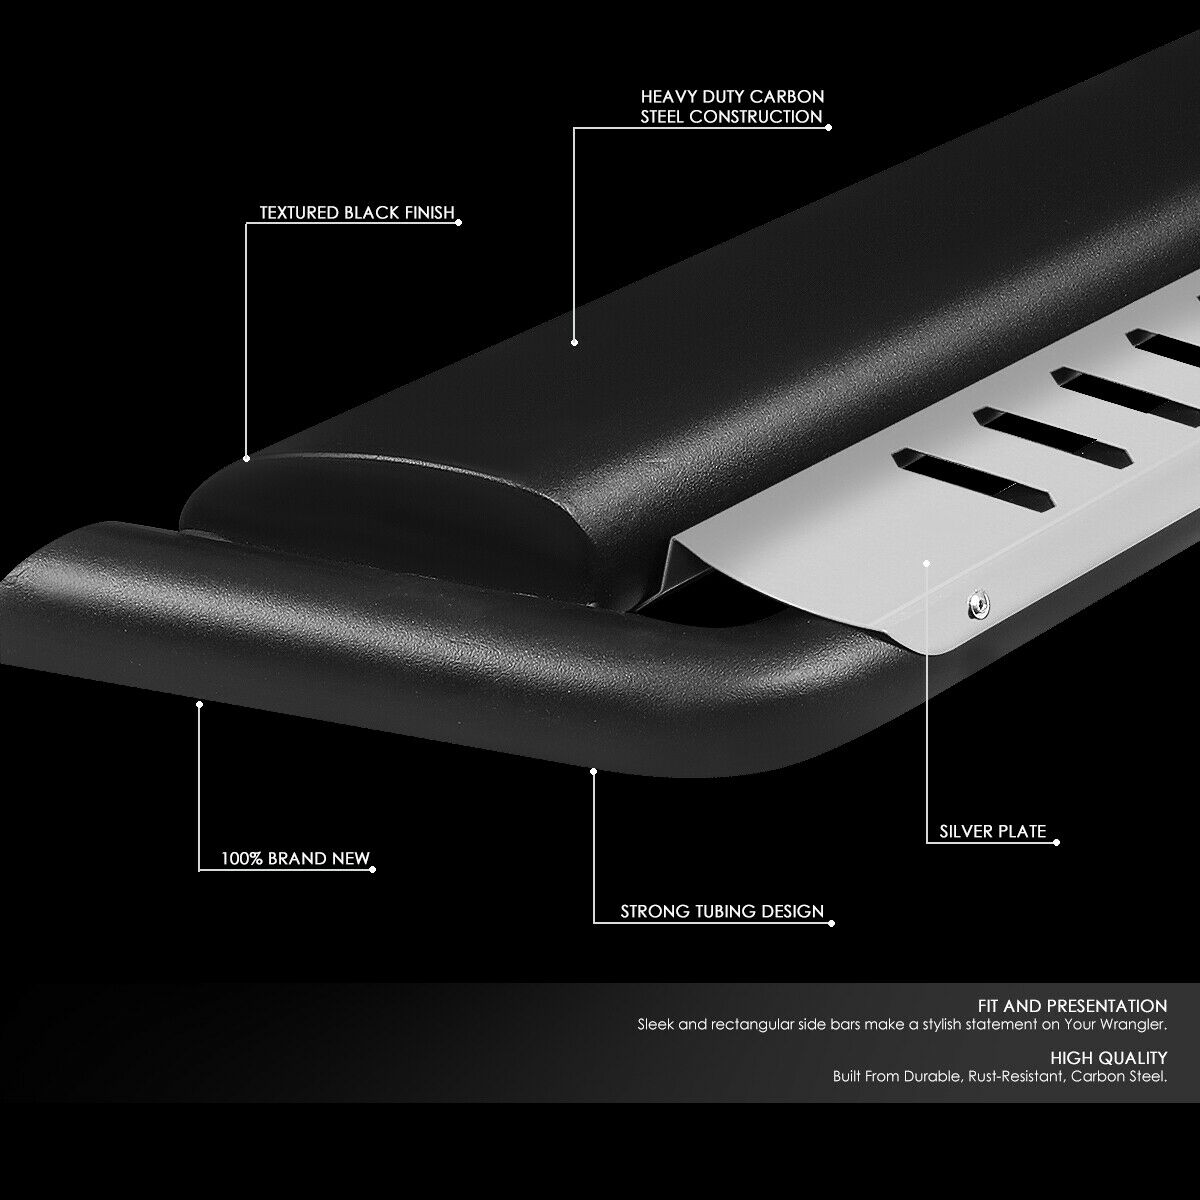 HEAVY DUTY CARBON
STEEL CONSTRUCTION
TEXTURED BLACK FINISH
SILVER PLATE
100% BRAND NEW
STRONG TUBING DESIGN
FIT AND PRESENTATION
Sleek and rectangular side bars make a stylish statement on Your Wrangler.
HIGH QUALITY
Built From Durable, Rust-Resistant, Carbon Steel.